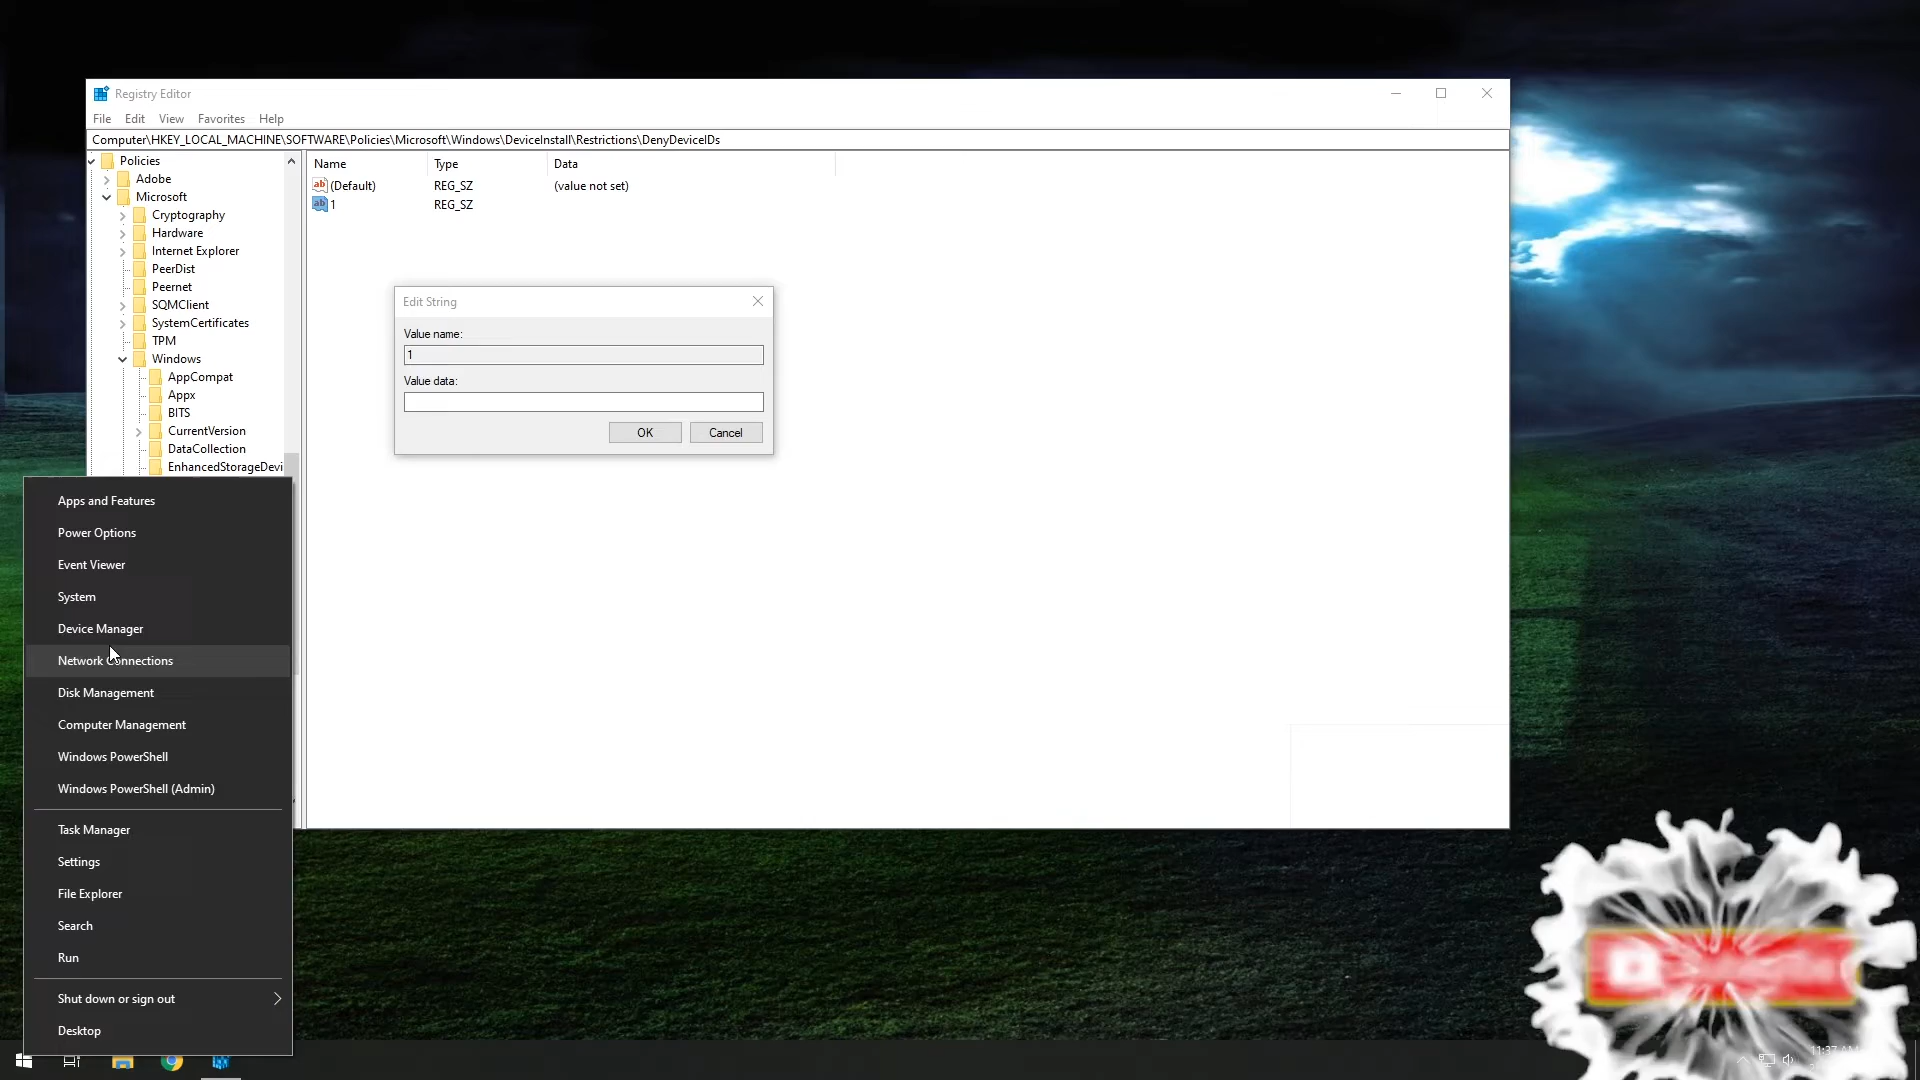 Registry Editor
File Edit View Favorites Help
Computer\HKEY_LOCAL_MACHINE\SOFTWARE\Policies\Microsoft\Windows\DeviceInstall\Restrictions\DenyDeviceIDs
Policies
Adobe
Microsoft
Cryptography
Hardware
Internet Explorer
PeerDist
Peernet
SQMClient
SystemCertificates
TPM
Windows
AppCompat
Appx
BITS
CurrentVersion
DataCollection
EnhancedStorageDevi
Name Type Data
(Default) REG_SZ (value not set)
1 REG_SZ
Edit String
Value name:
1
Value data:
OK Cancel
Apps and Features
Power Options
Event Viewer
System
Device Manager
Network Connections
Disk Management
Computer Management
Windows PowerShell
Windows PowerShell (Admin)
Task Manager
Settings
File Explorer
Search
Run
Shut down or sign out
Desktop
11:37 AM